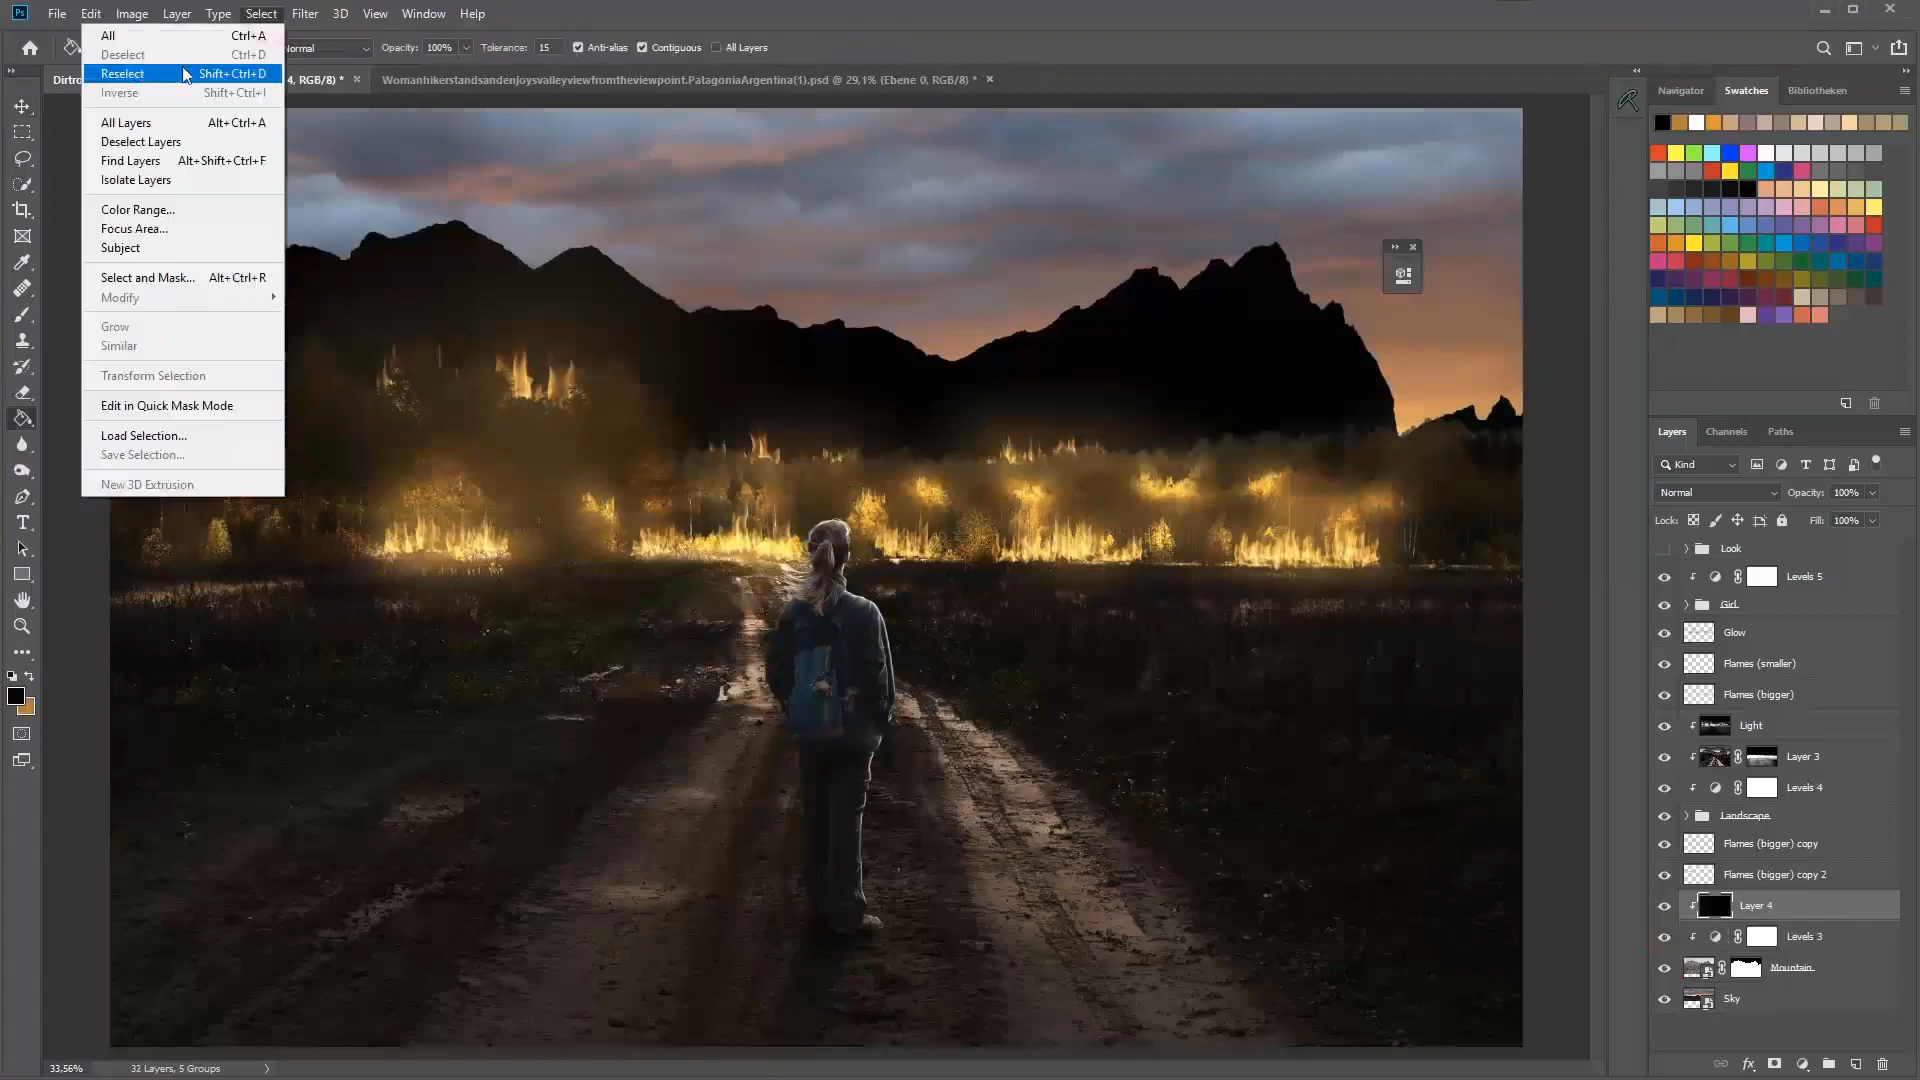 Ps File Edit Image Layer Type Select Filter 3D View Window Help
Normal Opacity: 100% Tolerance: 15 Anti-alias Contiguous All Layers
Dirtro 4, RGB/8) * × Womanhikerstandsandenjoysvalleyviewfromtheviewpoint.PatagoniaArgentina(1).psd @ 29,1% (Ebene 0, RGB/8) * ×
All Ctrl+A
Deselect Ctrl+D
Reselect Shift+Ctrl+D
Inverse Shift+Ctrl+I
All Layers Alt+Ctrl+A
Deselect Layers
Find Layers Alt+Shift+Ctrl+F
Isolate Layers
Color Range...
Focus Area...
Subject
Select and Mask... Alt+Ctrl+R
Modify
Grow
Similar
Transform Selection
Edit in Quick Mask Mode
Load Selection...
Save Selection...
New 3D Extrusion
Navigator Swatches Bibliotheken
Layers Channels Paths
Kind
Normal Opacity: 100%
Lock: Fill: 100%
Look
Levels 5
Girl
Glow
Flames (smaller)
Flames (bigger)
Light
Layer 3
Levels 4
Landscape
Flames (bigger) copy
Flames (bigger) copy 2
Layer 4
Levels 3
Mountain
Sky
33,56% 32 Layers, 5 Groups